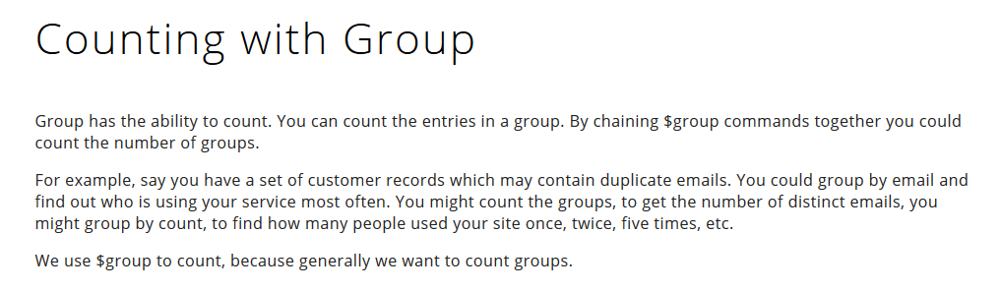 Counting with Group
Group has the ability to count. You can count the entries in a group. By chaining $group commands together you could
count the number of groups.
For example, say you have a set of customer records which may contain duplicate emails. You could group by email and
find out who is using your service most often. You might count the groups, to get the number of distinct emails, you
might group by count, to find how many people used your site once, twice, five times, etc.
We use $group to count, because generally we want to count groups.